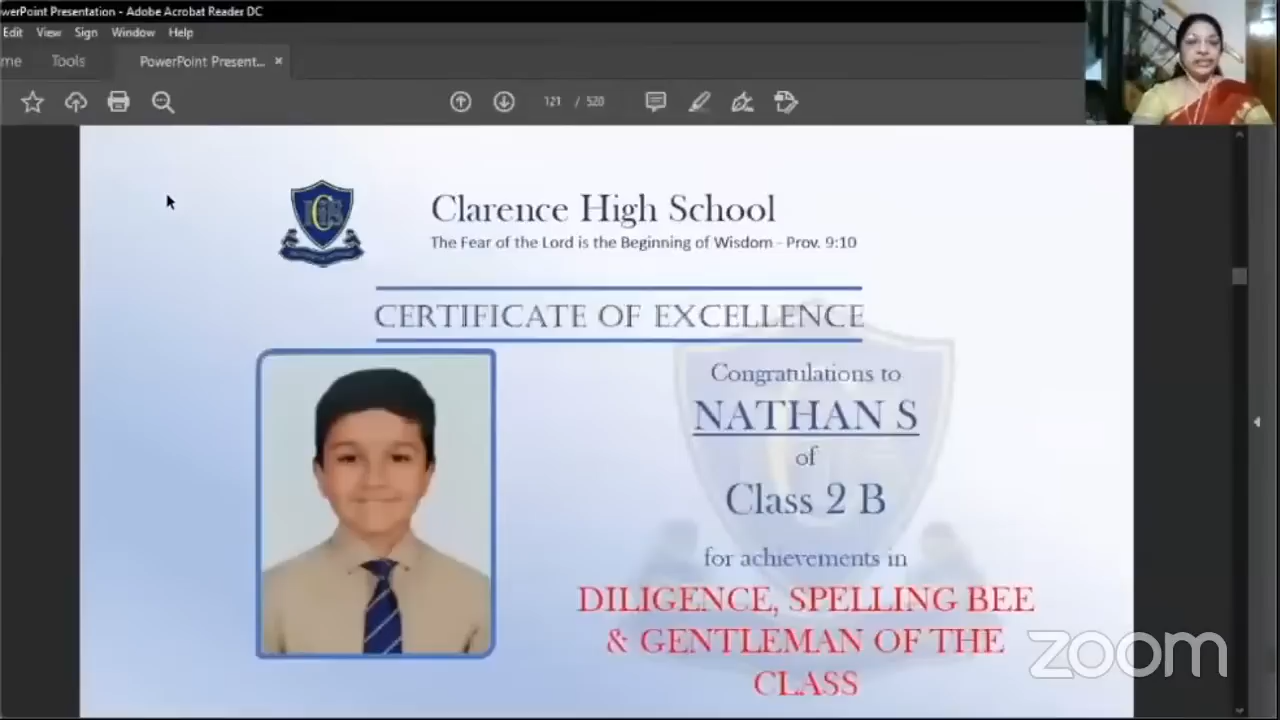 owerPoint Presentation - Adobe Acrobat Reader DC
Edit View Sign Window Help
me Tools PowerPoint Present... ×
121 / 520
Clarence High School
The Fear of the Lord is the Beginning of Wisdom - Prov. 9:10
CERTIFICATE OF EXCELLENCE
Congratulations to
NATHAN S
of
Class 2 B
for achievements in
DILIGENCE, SPELLING BEE
& GENTLEMAN OF THE
CLASS
zoom